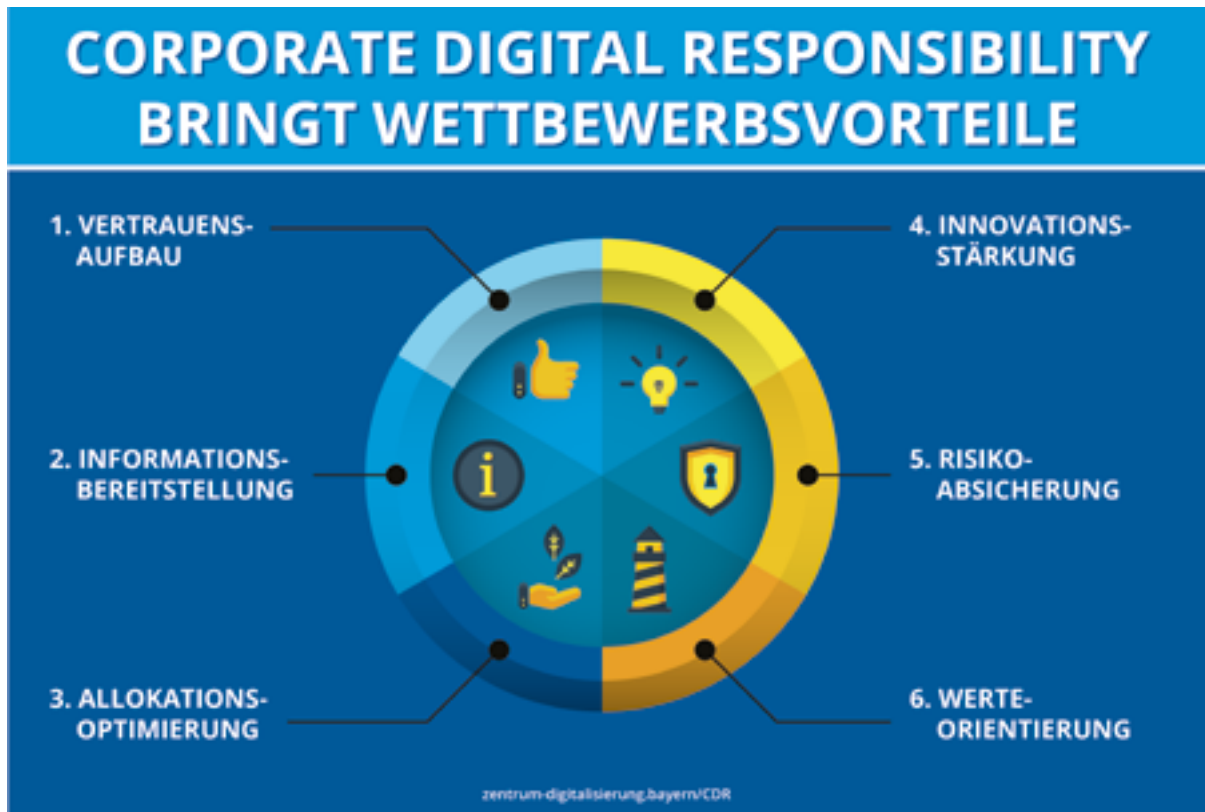 CORPORATE DIGITAL RESPONSIBILITY
BRINGT WETTBEWERBSVORTEILE
1. VERTRAUENS-
AUFBAU
2. INFORMATIONS-
BEREITSTELLUNG
3. ALLOKATIONS-
OPTIMIERUNG
4. INNOVATIONS-
STÄRKUNG
5. RISIKO-
ABSICHERUNG
6. WERTE-
ORIENTIERUNG
i
zentrum-digitalisierung.bayern/CDR